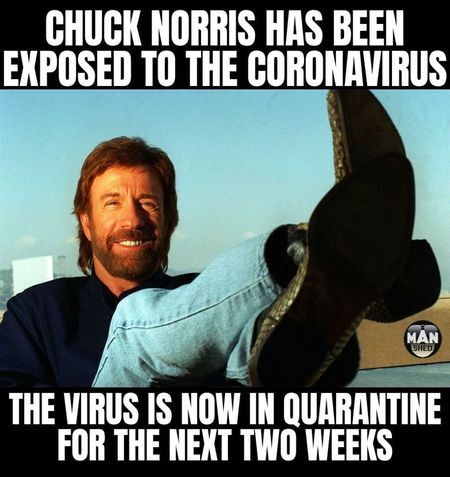 CHUCK NORRIS HAS BEEN
EXPOSED TO THE CORONAVIRUS
MAN
SHED
THE VIRUS IS NOW IN QUARANTINE
FOR THE NEXT TWO WEEKS